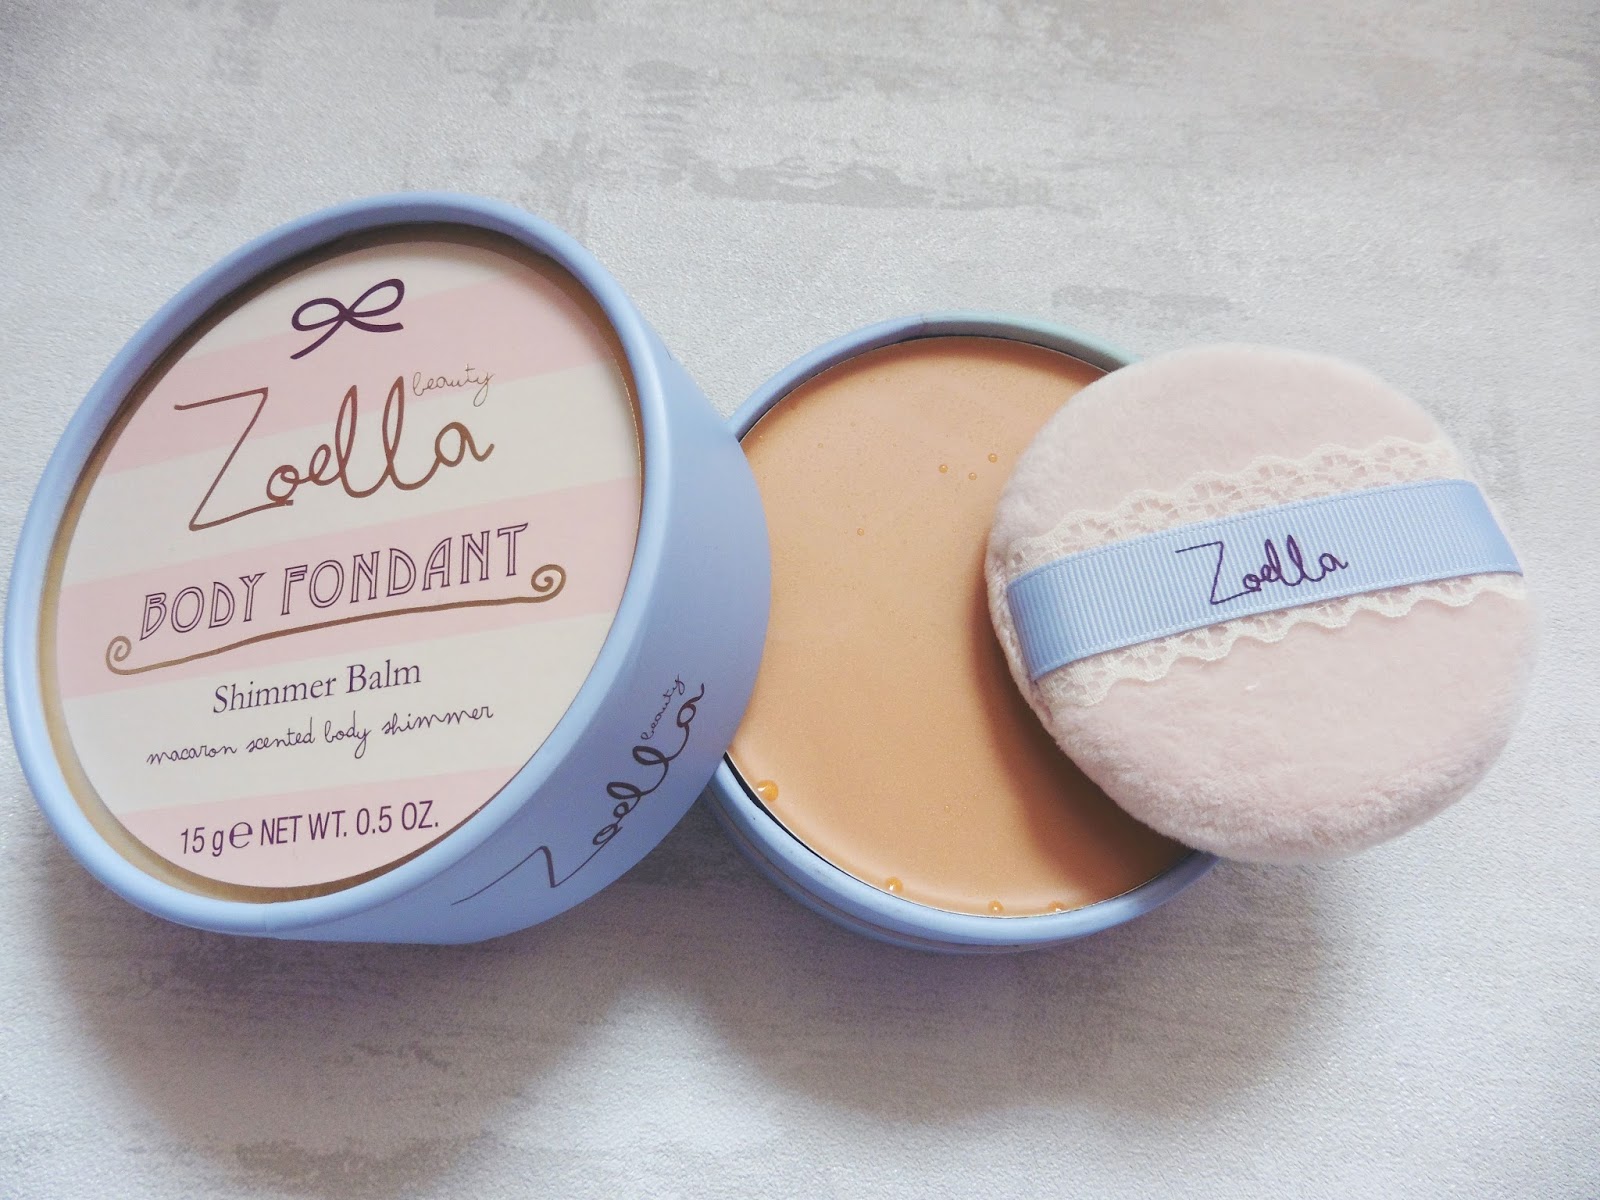 Zoella beauty
BODY FONDANT
Shimmer Balm
macaron scented body shimmer
15 g ℮ NET WT. 0.5 OZ.
Zoella beauty
Zoella